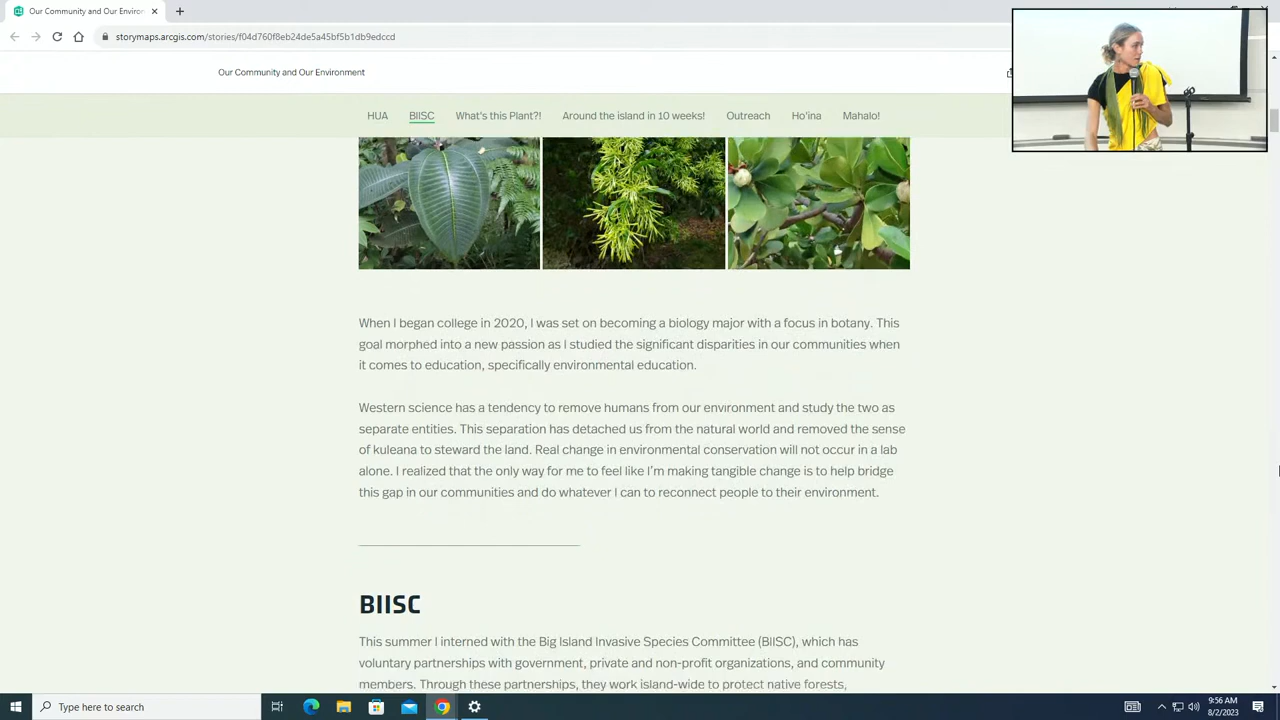 Our Community and Our Environ
storymaps.arcgis.com/stories/f04d760f8eb24de5a45bf5b1db9edccd
Our Community and Our Environment
HUA BIISC What's this Plant?! Around the island in 10 weeks! Outreach Ho'ina Mahalo!
When I began college in 2020, I was set on becoming a biology major with a focus in botany. This
goal morphed into a new passion as I studied the significant disparities in our communities when
it comes to education, specifically environmental education.
Western science has a tendency to remove humans from our environment and study the two as
separate entities. This separation has detached us from the natural world and removed the sense
of kuleana to steward the land. Real change in environmental conservation will not occur in a lab
alone. I realized that the only way for me to feel like I'm making tangible change is to help bridge
this gap in our communities and do whatever I can to reconnect people to their environment.
BIISC
This summer I interned with the Big Island Invasive Species Committee (BIISC), which has
voluntary partnerships with government, private and non-profit organizations, and community
members. Through these partnerships, they work island-wide to protect native forests,
Type here to search
9:56 AM
8/2/2023